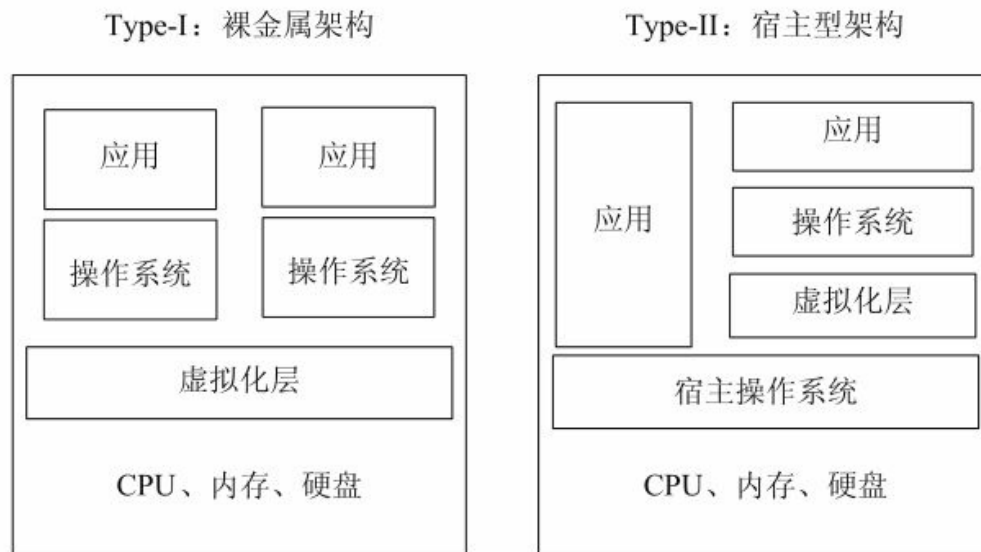 Type-I：裸金属架构
应用
应用
操作系统
操作系统
虚拟化层
CPU、内存、硬盘
Type-II：宿主型架构
应用
应用
操作系统
虚拟化层
宿主操作系统
CPU、内存、硬盘